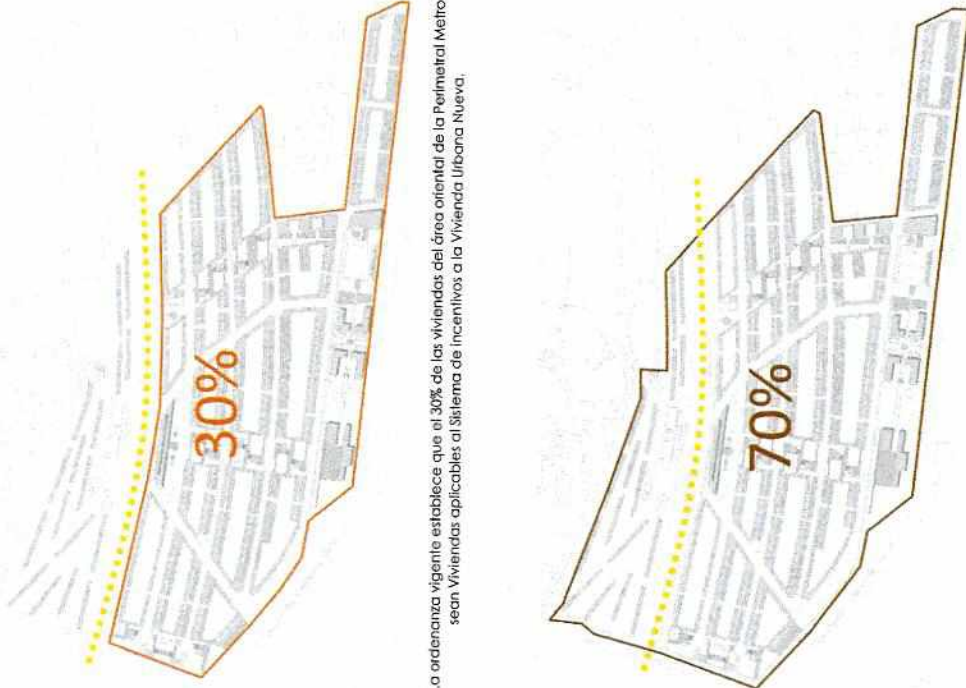 30%
a ordenanza vigente establece que el 30% de las viviendas del área oriental de la Perimetral Metro
sean Viviendas aplicables al Sistema de incentivos a la Vivienda Urbana Nueva.
70%